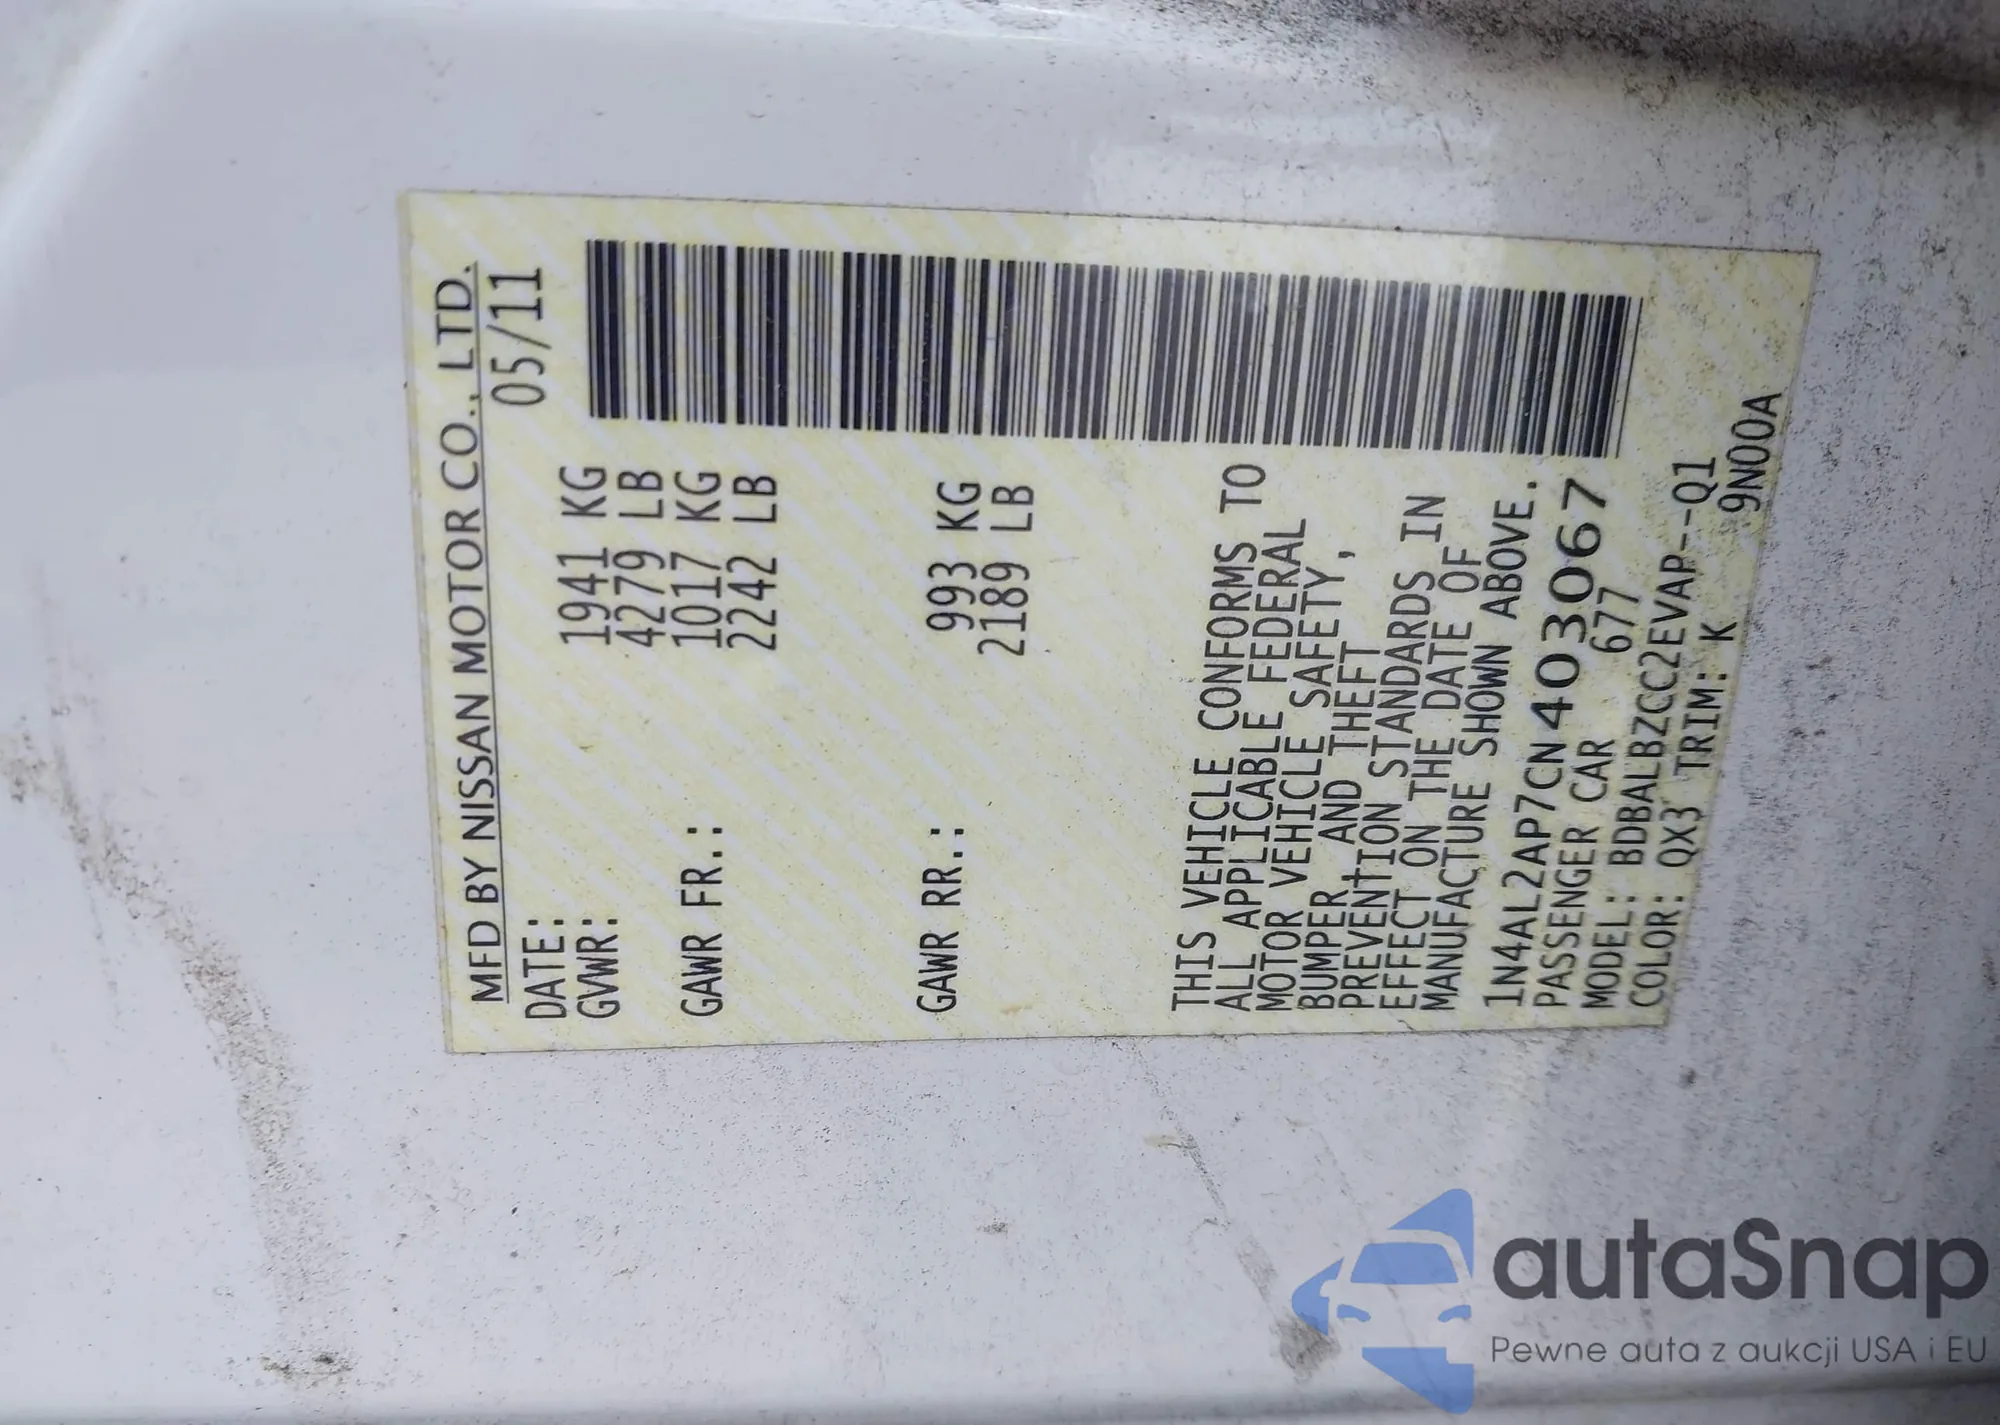 MFD BY NISSAN MOTOR CO., LTD.
DATE: 05/11
GVWR: 1941 KG
4279 LB
GAWR FR.: 1017 KG
2242 LB
GAWR RR.: 993 KG
2189 LB
THIS VEHICLE CONFORMS TO
ALL APPLICABLE FEDERAL
MOTOR VEHICLE SAFETY,
BUMPER AND THEFT
PREVENTION STANDARDS IN
EFFECT ON THE DATE OF
MANUFACTURE SHOWN ABOVE.
1N4AL2AP7CN403067
PASSENGER CAR 677
MODEL: BDBALBZCC2EVAP--Q1
COLOR: QX3 TRIM: K 9N00A
autaSnap
Pewne auta z aukcji USA i EU